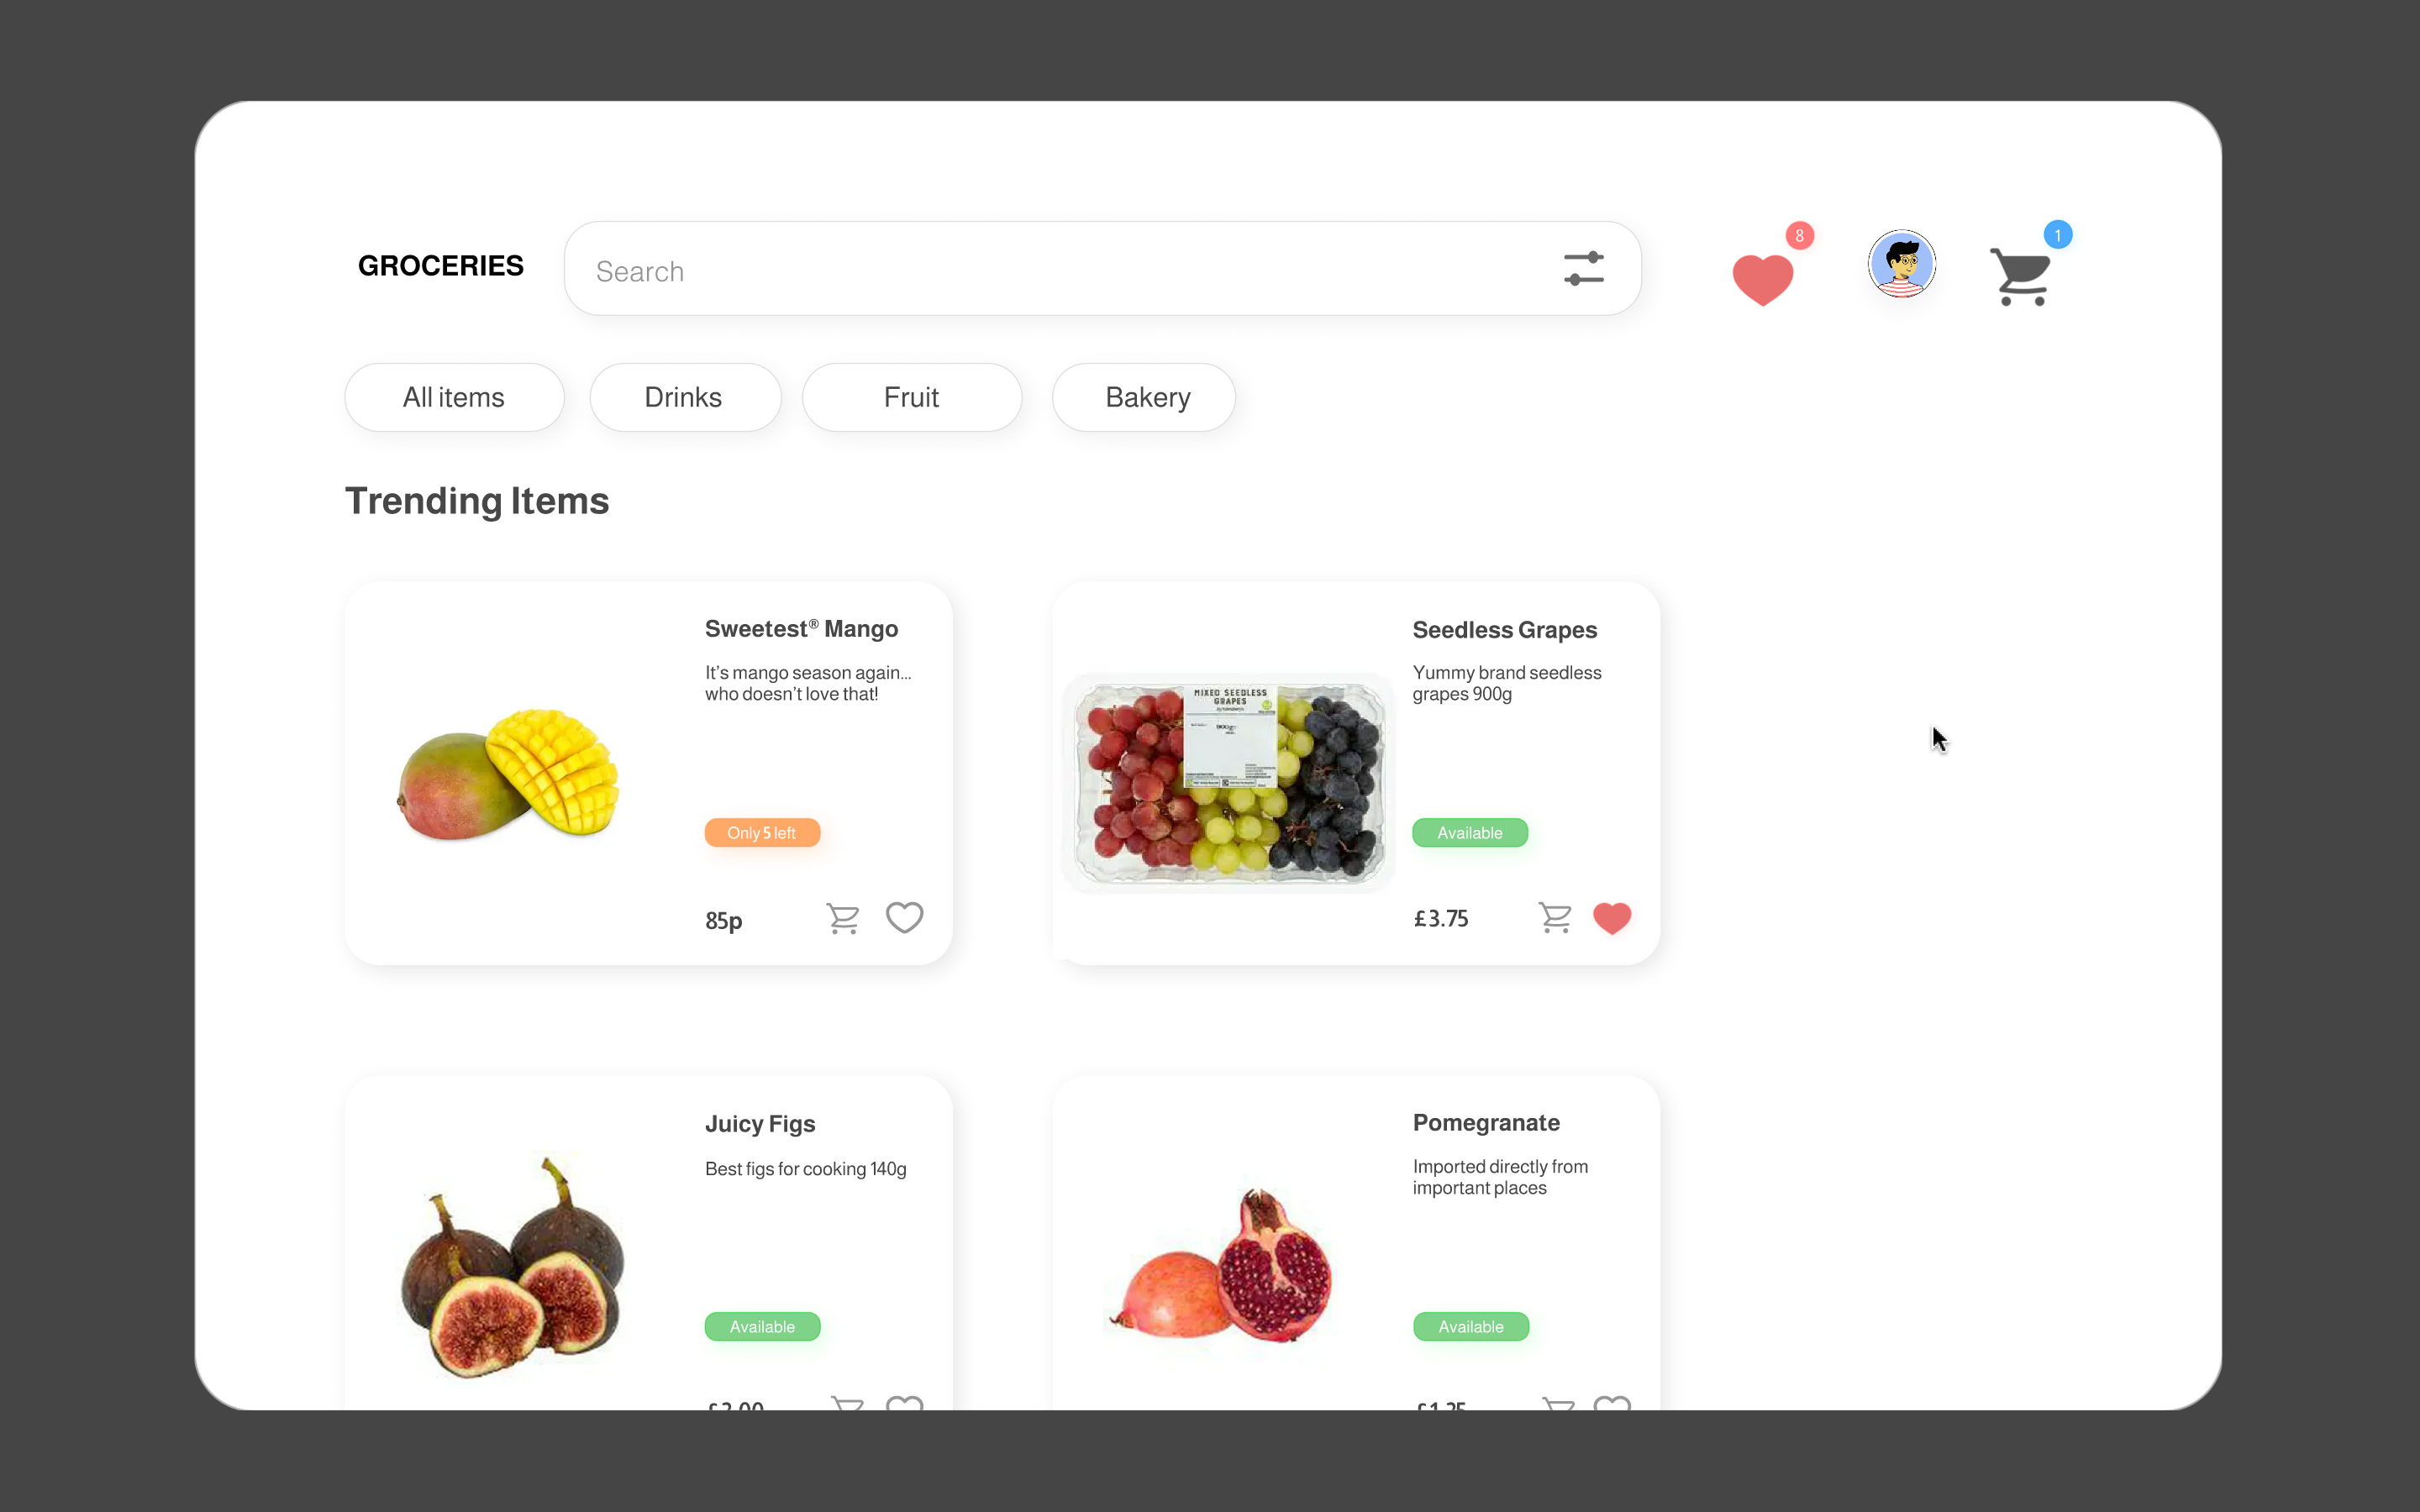 GROCERIES
Search
8
1
All items
Drinks
Fruit
Bakery
Trending Items
Sweetest® Mango
It's mango season again...
who doesn't love that!
Only 5 left
85p
MIXED SEEDLESS
GRAPES
900g
Seedless Grapes
Yummy brand seedless
grapes 900g
Available
£3.75
Juicy Figs
Best figs for cooking 140g
Available
Pomegranate
Imported directly from
important places
Available